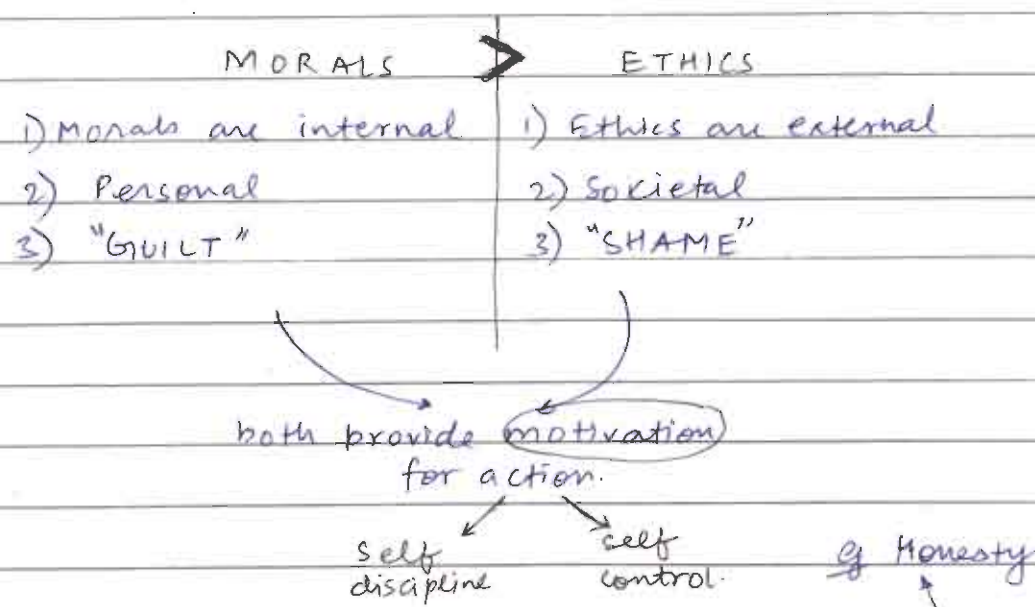 MORALS > ETHICS
1) Morals are internal
2) Personal
3) "GUILT"
1) Ethics are external
2) Societal
3) "SHAME"
both provide motivation
for action.
Self
discipline
self
control.
eg Honesty